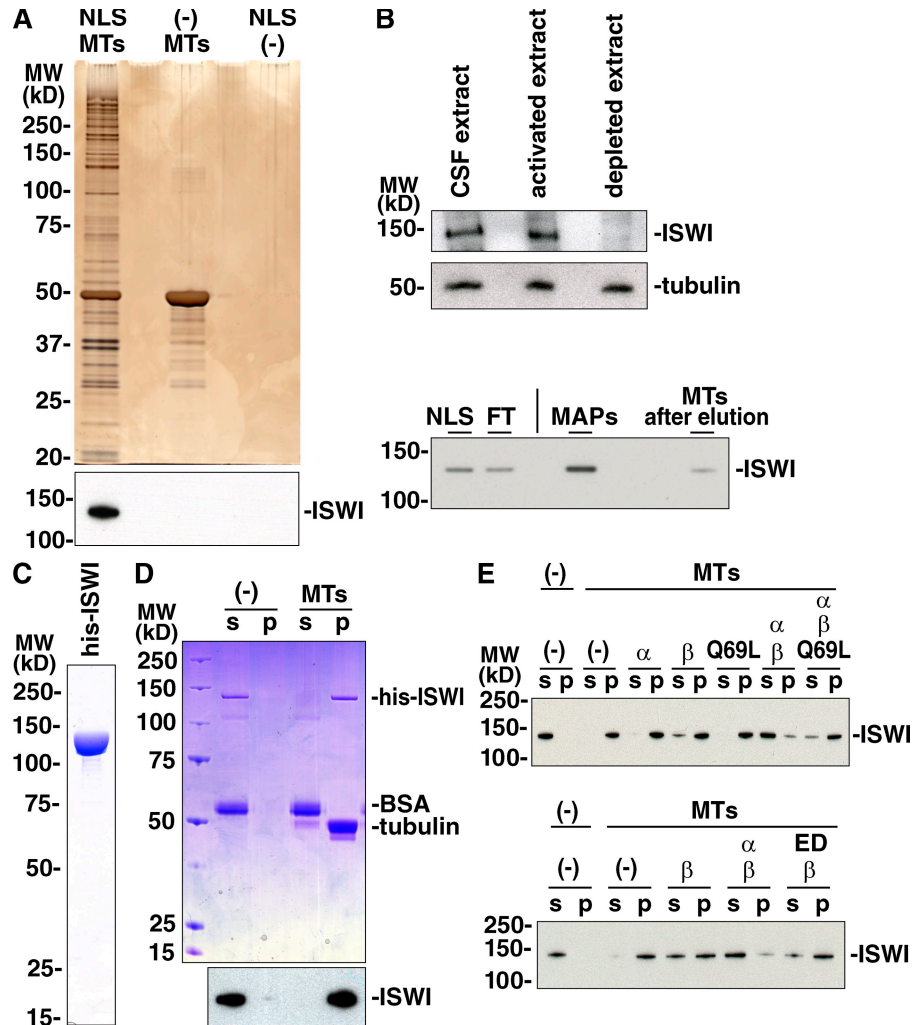 A
NLS (-) NLS
MTs MTs (-)
MW
(kD)
250-
150-
100-
75-
50-
37-
25-
20-
150-
-ISWI
100-
B
CSF extract
activated extract
depleted extract
MW
(kD)
150-
-ISWI
50-
-tubulin
MTs
NLS FT MAPs after elution
150-
-ISWI
100-
C
his-ISWI
MW
(kD)
250-
150-
100-
75-
50-
25-
15-
D
(-) MTs
s p s p
MW
(kD)
250
150
-his-ISWI
100
75
-BSA
50
-tubulin
25
15
-ISWI
E
(-) MTs
α
α β
(-) (-) α β Q69L β Q69L
MW
(kD)
s p s p s p s p s p s p s p
250-
150-
-ISWI
100-
(-) MTs
α ED
(-) (-) β β β
s p s p s p s p s p
250-
150-
-ISWI
100-